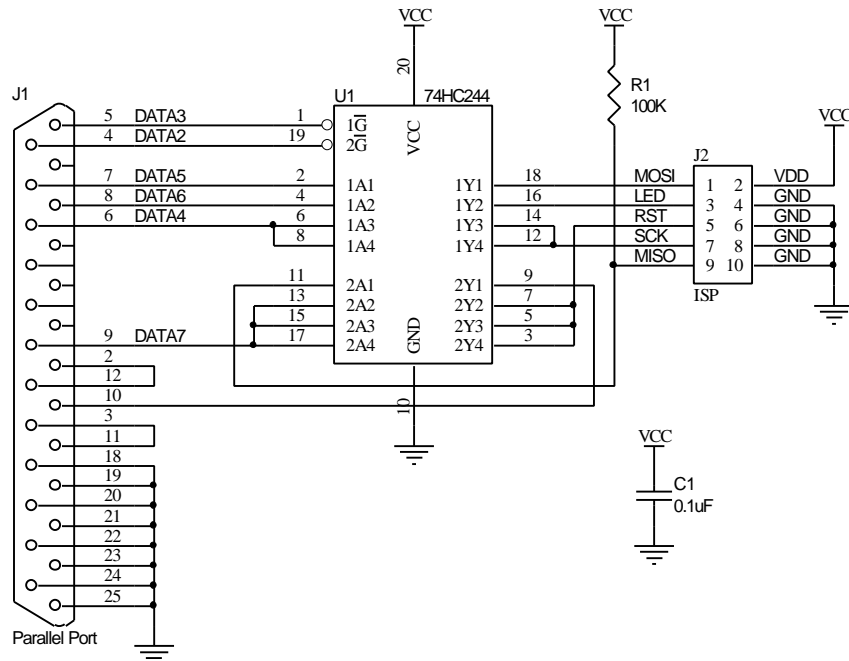 VCC VCC
20
J1 U1 74HC244 R1
100K
VCC
5 DATA3 1 1G VCC
4 DATA2 19 2G
J2
7 DATA5 2 1A1 1Y1 18 MOSI 1 2 VDD
8 DATA6 4 1A2 1Y2 16 LED 3 4 GND
6 DATA4 6 1A3 1Y3 14 RST 5 6 GND
8 1A4 1Y4 12 SCK 7 8 GND
MISO 9 10 GND
11 2A1 2Y1 9 ISP
13 2A2 2Y2 7
15 2A3 2Y3 5
9 DATA7 17 2A4 GND 2Y4 3
2
12
10 10
3
11 VCC
18
19 C1
20 0.1uF
21
22
23
24
25
Parallel Port